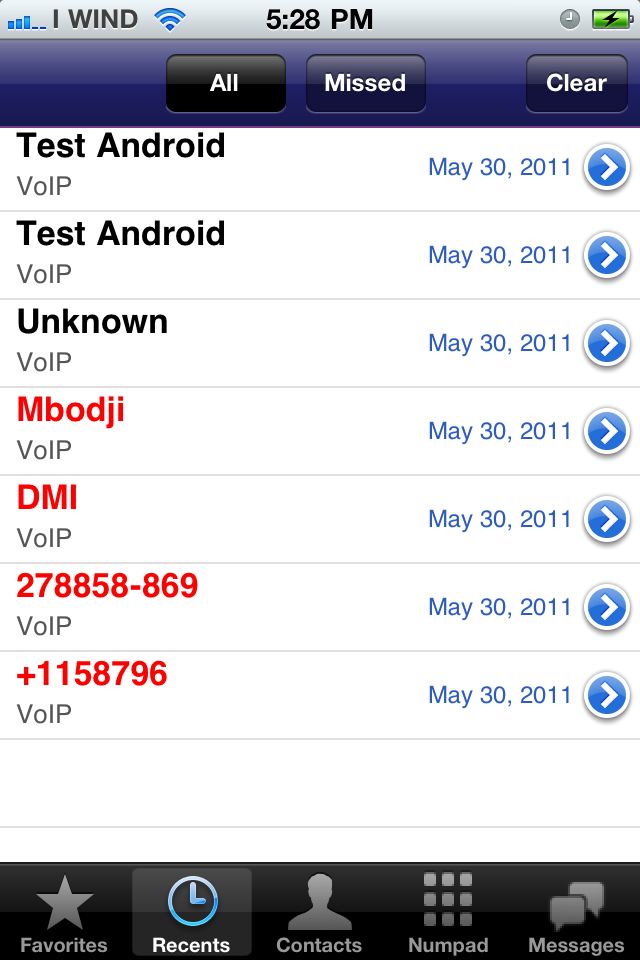 I WIND 5:28 PM
All Missed Clear
Test Android
VoIP
May 30, 2011
Test Android
VoIP
May 30, 2011
Unknown
VoIP
May 30, 2011
Mbodji
VoIP
May 30, 2011
DMI
VoIP
May 30, 2011
278858-869
VoIP
May 30, 2011
+1158796
VoIP
May 30, 2011
Favorites Recents Contacts Numpad Messages